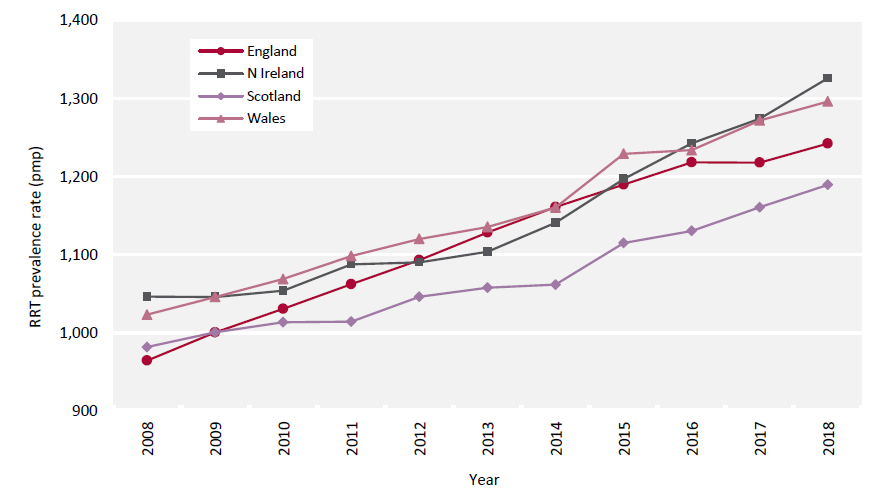 1,400
1,300
1,200
1,100
1,000
900
RRT prevalence rate (pmp)
England
N Ireland
Scotland
Wales
2008
2009
2010
2011
2012
2013
2014
2015
2016
2017
2018
Year